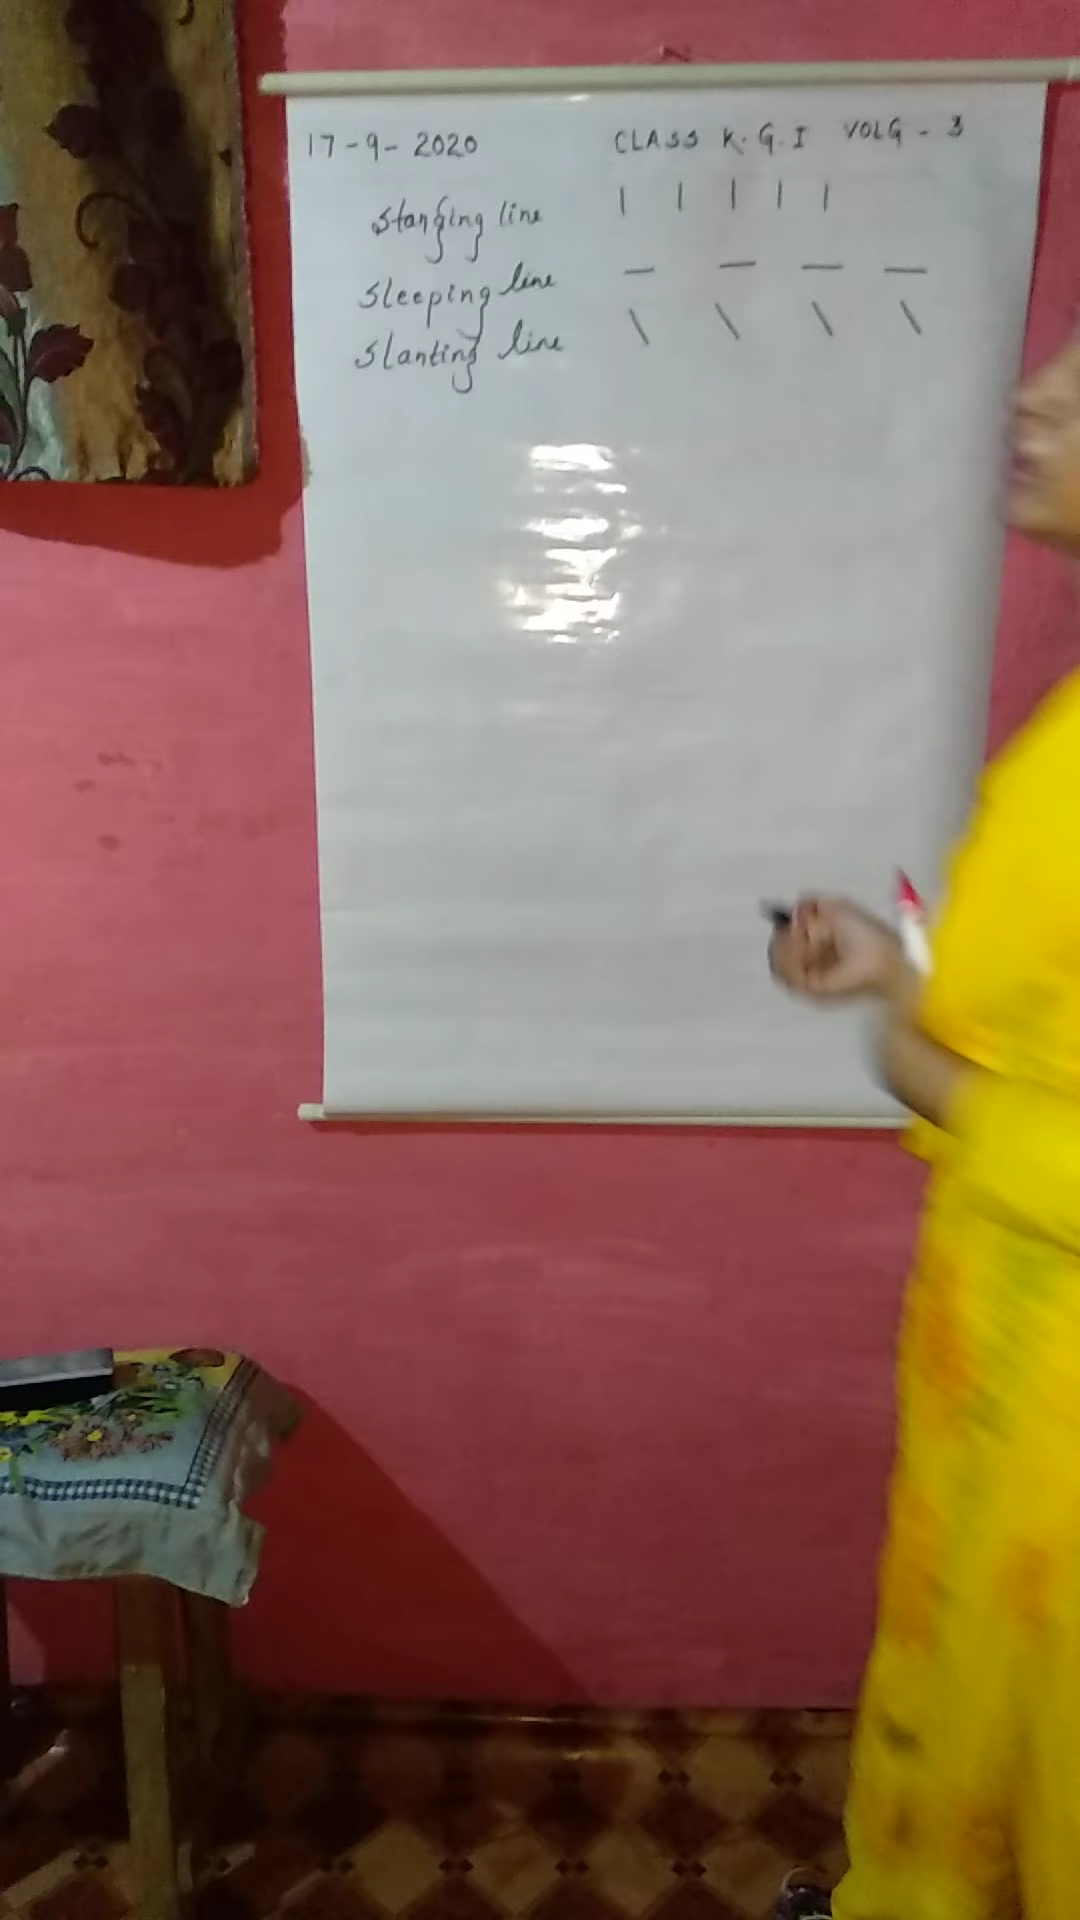 17-9-2020 CLASS K.G.I VOLG-3
Standing line | | | | |
Sleeping line — — — —
Slanting line \ \ \ \